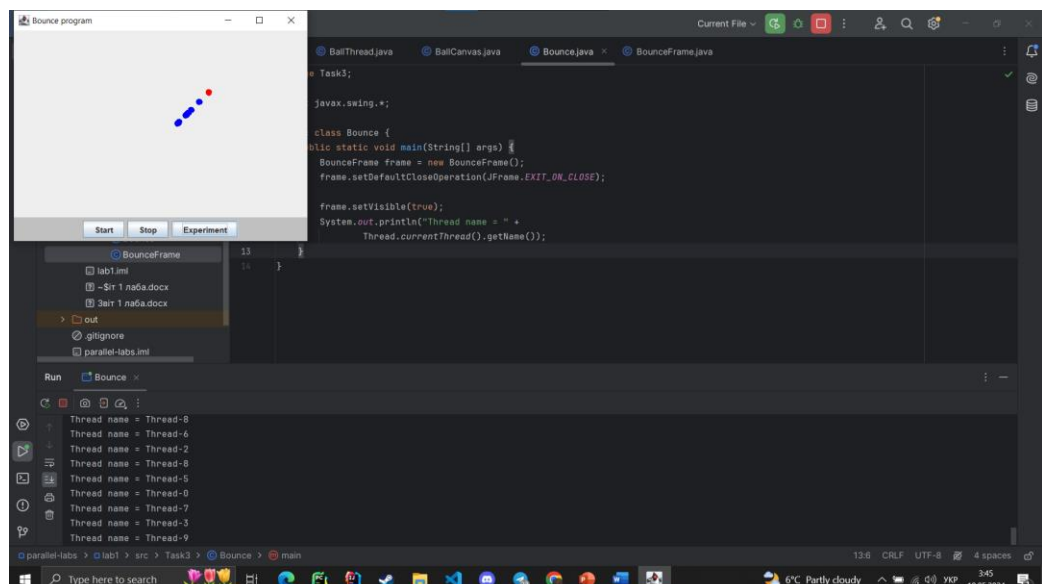 Bounce program
Current File
BallThread.java
BallCanvas.java
Bounce.java
BounceFrame.java
Task3;
javax.swing.*;
class Bounce {
static void main(String[] args) {
BounceFrame frame = new BounceFrame();
frame.setDefaultCloseOperation(JFrame.EXIT_ON_CLOSE);
frame.setVisible(true);
System.out.println("Thread name = " +
Thread.currentThread().getName());
13 }
14 }
Start Stop Experiment
BounceFrame
lab1.iml
~$іт 1 лаба.docx
Звіт 1 лаба.docx
out
.gitignore
parallel-labs.iml
Run Bounce
Thread name = Thread-8
Thread name = Thread-6
Thread name = Thread-2
Thread name = Thread-8
Thread name = Thread-5
Thread name = Thread-0
Thread name = Thread-7
Thread name = Thread-3
Thread name = Thread-9
parallel-labs > lab1 > src > Task3 > Bounce > main
13:6 CRLF UTF-8 4 spaces
Type here to search
6°C Partly cloudy
УКР
3:45